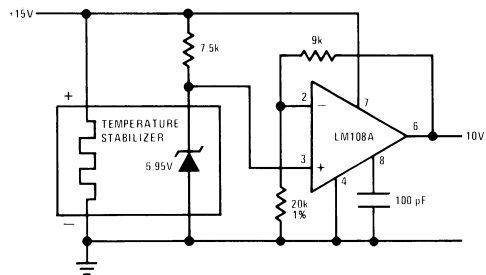 +15V
7.5k
9k
+
2
−
7
TEMPERATURE
STABILIZER
LM108A
6
10V
6.95V
3
+
8
4
20k
1%
100 pF
−